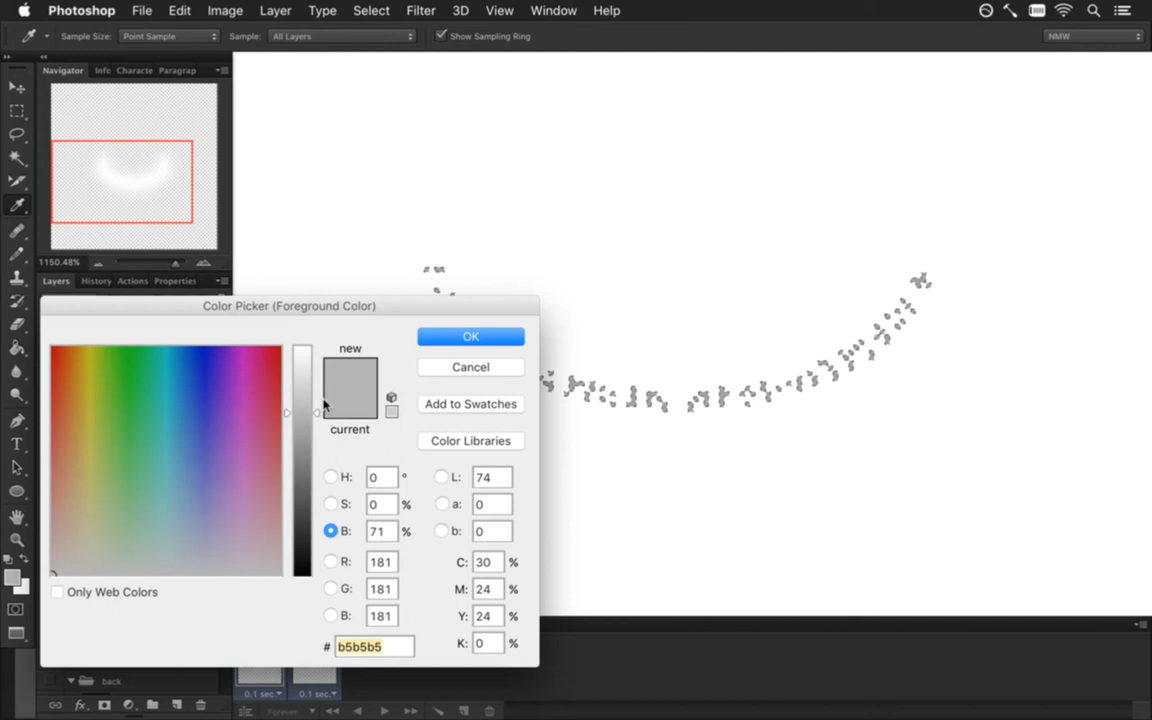 Photoshop File Edit Image Layer Type Select Filter 3D View Window Help
Sample Size: Point Sample Sample: All Layers Show Sampling Ring NMW
Navigator Info Characte Paragrap
1150.48%
Layers History Actions Properties
Color Picker (Foreground Color)
new
current
OK
Cancel
Add to Swatches
Color Libraries
H: 0 ° L: 74
S: 0 % a: 0
B: 71 % b: 0
R: 181 C: 30 %
G: 189 M: 24 %
B: 181 Y: 24 %
# b5b5b5 K: 0 %
Only Web Colors
back
0.1 sec. 0.1 sec.
Forever